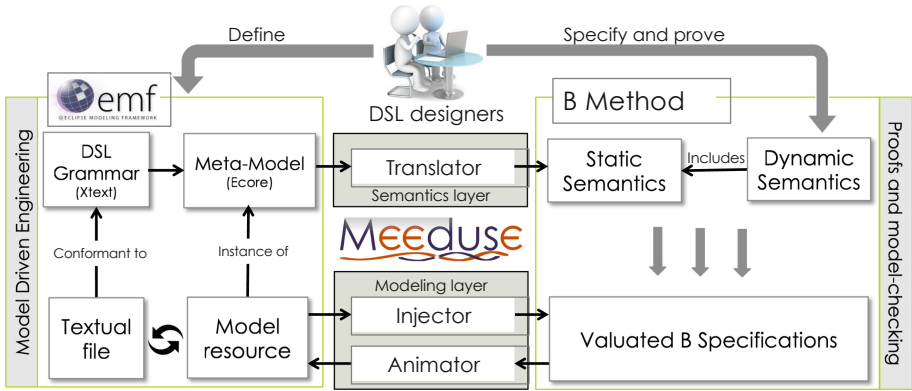 Define
Specify and prove
emf
@ECLIPSE MODELING FRAMEWORK
DSL designers
B Method
Model Driven Engineering
Proofs and model-checking
DSL
Grammar
(Xtext)
Meta-Model
(Ecore)
Translator
Semantics layer
Static
Semantics
Includes
Dynamic
Semantics
MEEDUSE
Conformant to
Instance of
Modeling layer
Textual
file
Model
resource
Injector
Animator
Valuated B Specifications